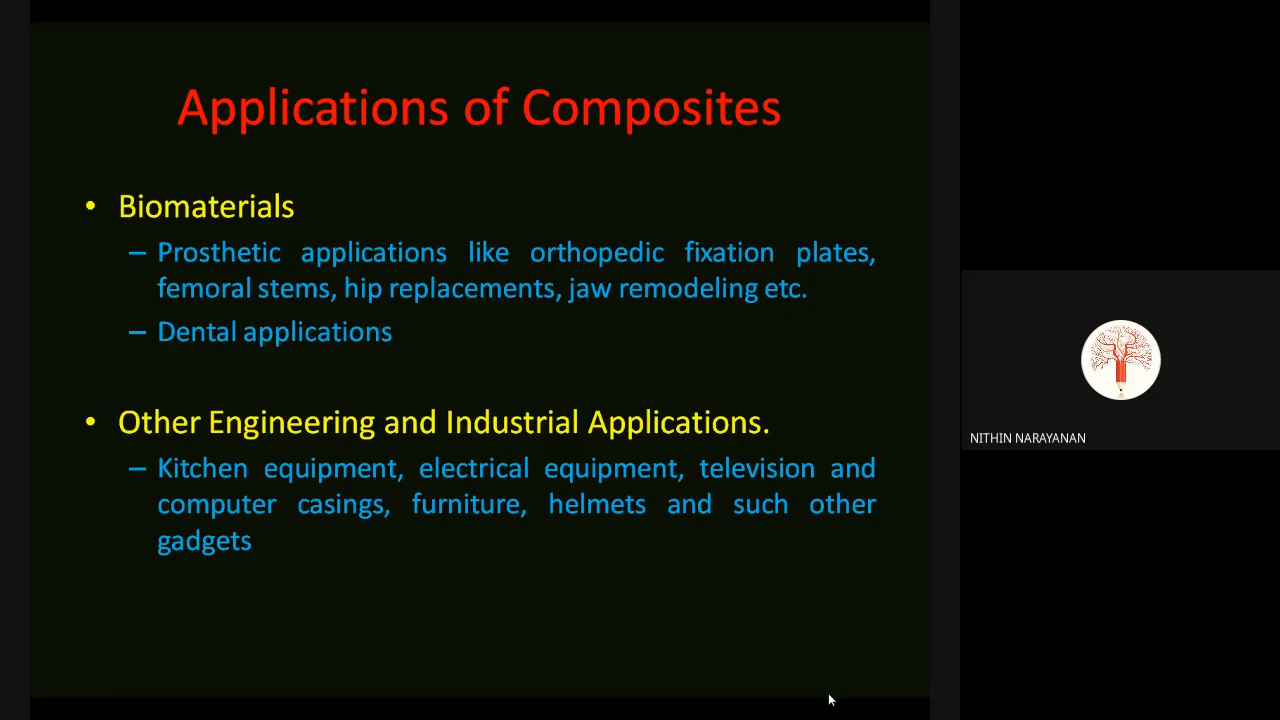 Applications of Composites
• Biomaterials
– Prosthetic applications like orthopedic fixation plates,
femoral stems, hip replacements, jaw remodeling etc.
– Dental applications
• Other Engineering and Industrial Applications.
– Kitchen equipment, electrical equipment, television and
computer casings, furniture, helmets and such other
gadgets
NITHIN NARAYANAN